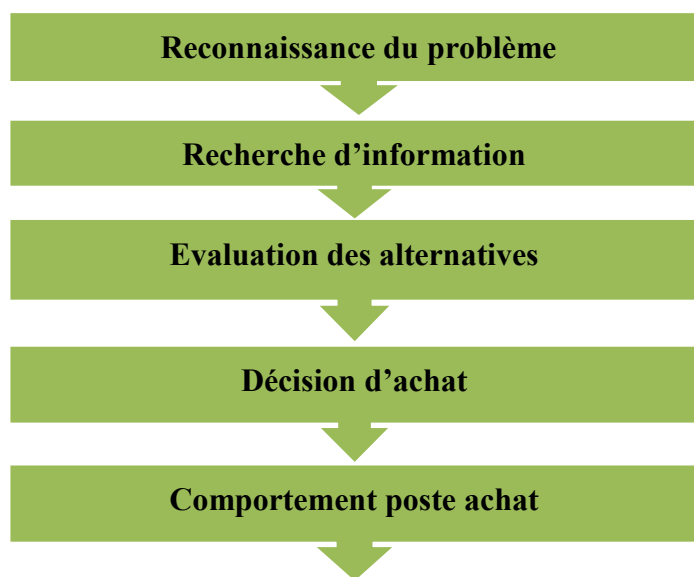 Reconnaissance du problème
Recherche d’information
Evaluation des alternatives
Décision d’achat
Comportement poste achat